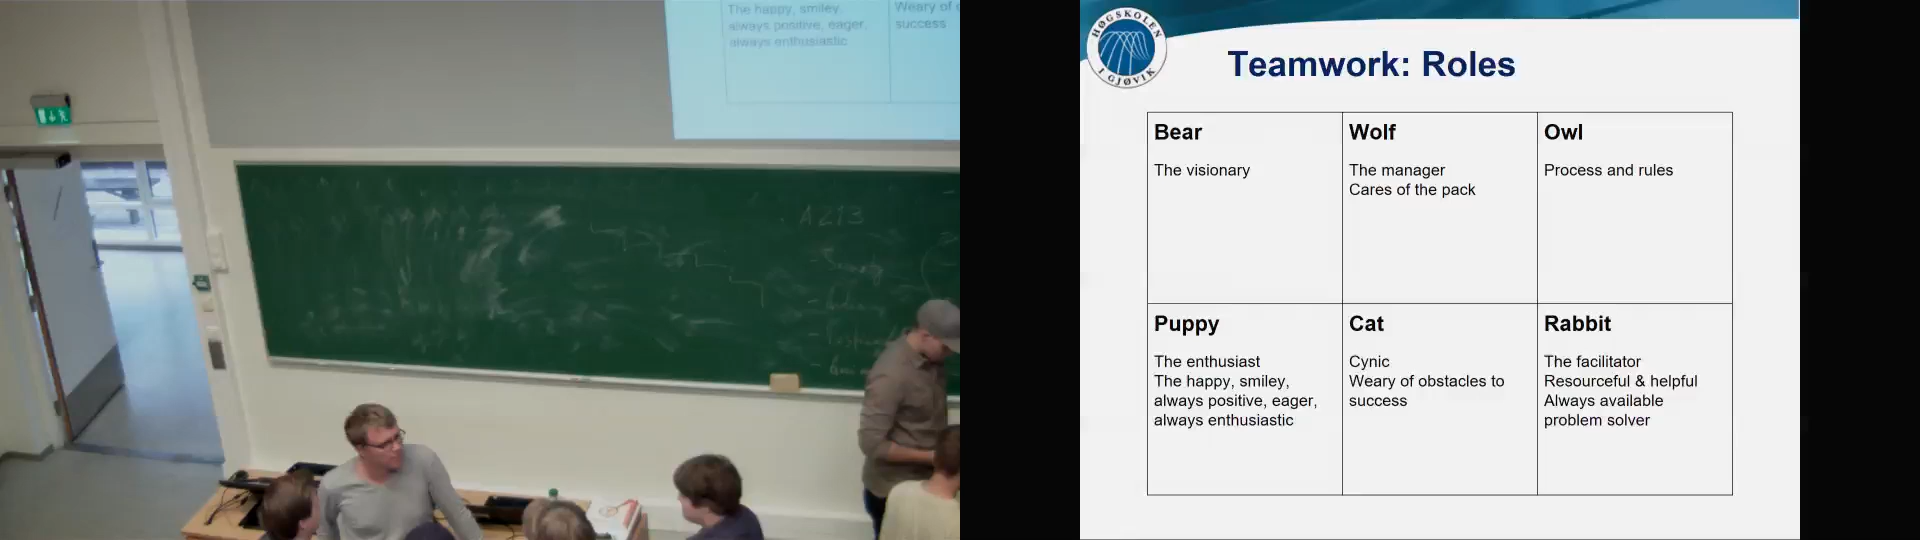 The happy, smiley,
always positive, eager,
always enthusiastic
Weary of
success
A213
HØGSKOLEN
I GJØVIK
Teamwork: Roles
Bear
The visionary
Wolf
The manager
Cares of the pack
Owl
Process and rules
Puppy
The enthusiast
The happy, smiley,
always positive, eager,
always enthusiastic
Cat
Cynic
Weary of obstacles to
success
Rabbit
The facilitator
Resourceful & helpful
Always available
problem solver